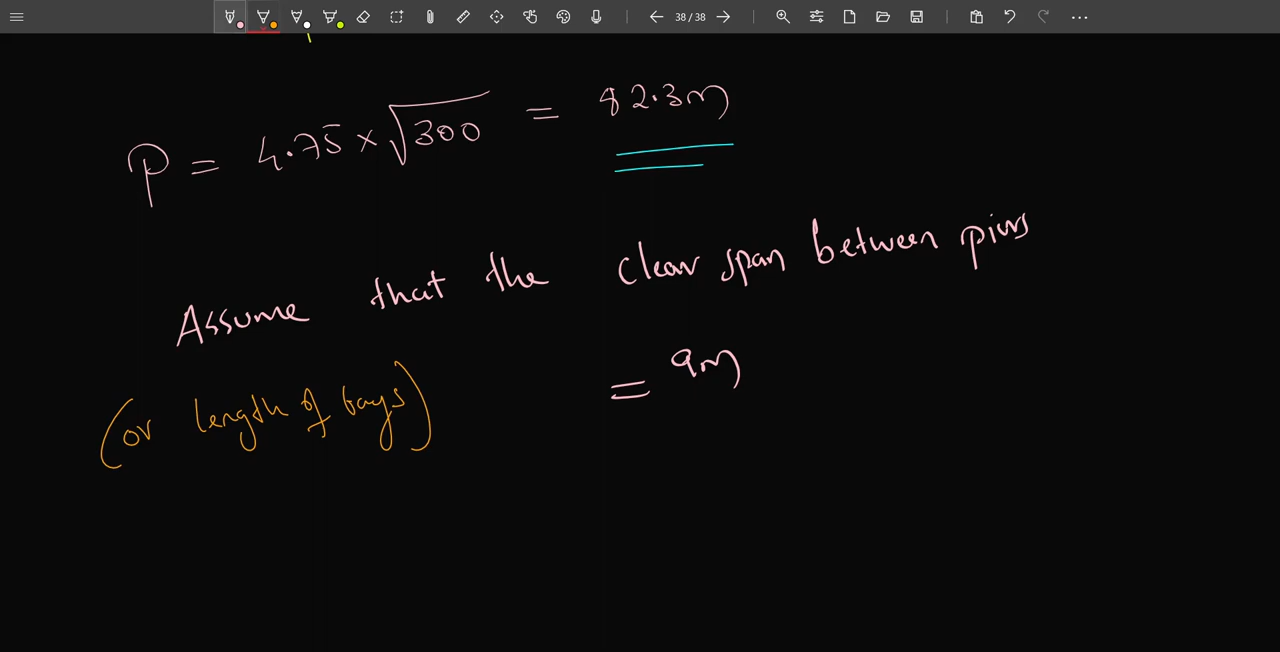 38/38
P = 4.75 × √300 = 82.3m
Assume that the clear span between piers
= 9m
(or length of bays)